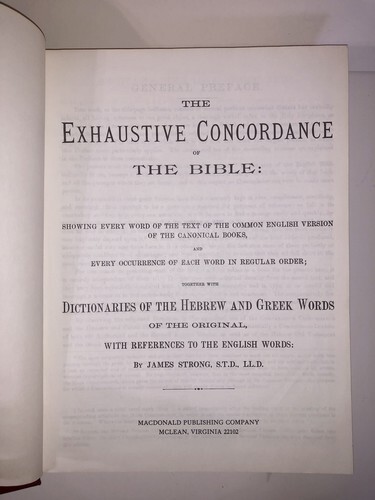 GENERAL PREFACE
THE
EXHAUSTIVE CONCORDANCE
OF
THE BIBLE:
SHOWING EVERY WORD OF THE TEXT OF THE COMMON ENGLISH VERSION
OF THE CANONICAL BOOKS,
AND
EVERY OCCURRENCE OF EACH WORD IN REGULAR ORDER;
TOGETHER WITH
DICTIONARIES OF THE HEBREW AND GREEK WORDS
OF THE ORIGINAL,
WITH REFERENCES TO THE ENGLISH WORDS:
BY JAMES STRONG, S.T.D., LL.D.
MACDONALD PUBLISHING COMPANY
MCLEAN, VIRGINIA 22102